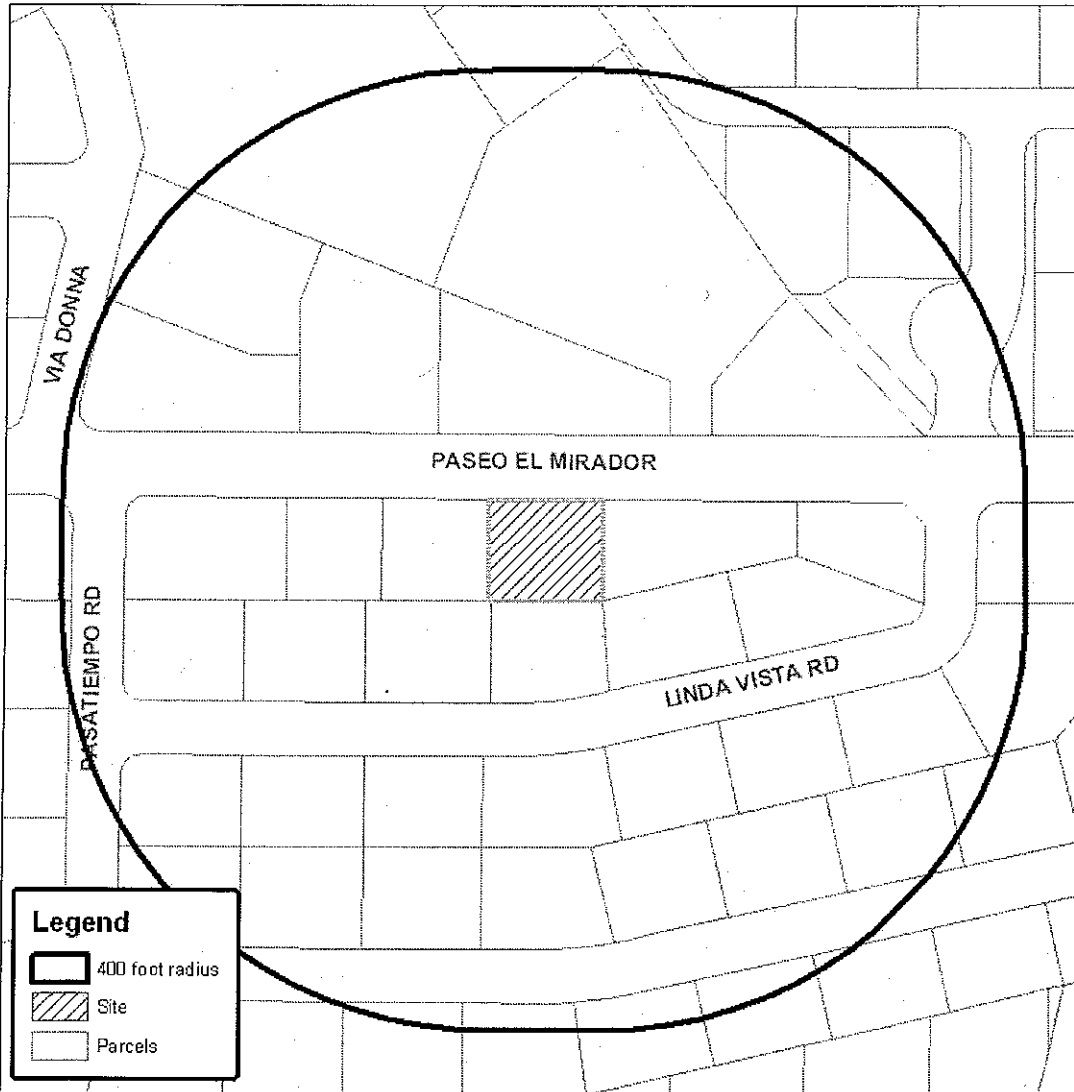 VIA DONNA
PASEO EL MIRADOR
PASATIEMPO RD
LINDA VISTA RD
Legend
400 foot radius
Site
Parcels